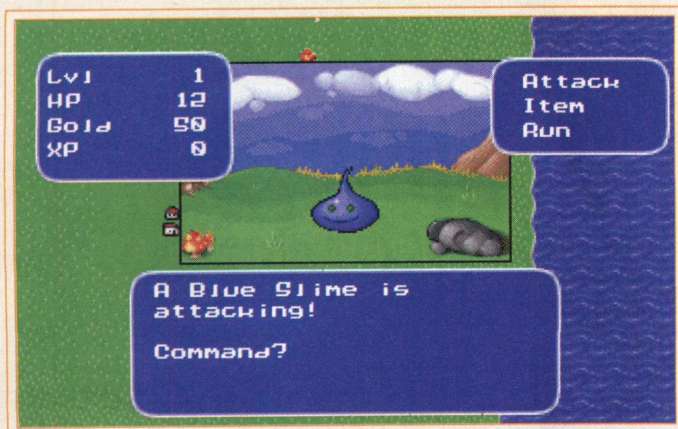 Lvl 1
HP 12
Gold 50
XP 0
Attack
Item
Run
A Blue Slime is
attacking!
Command?